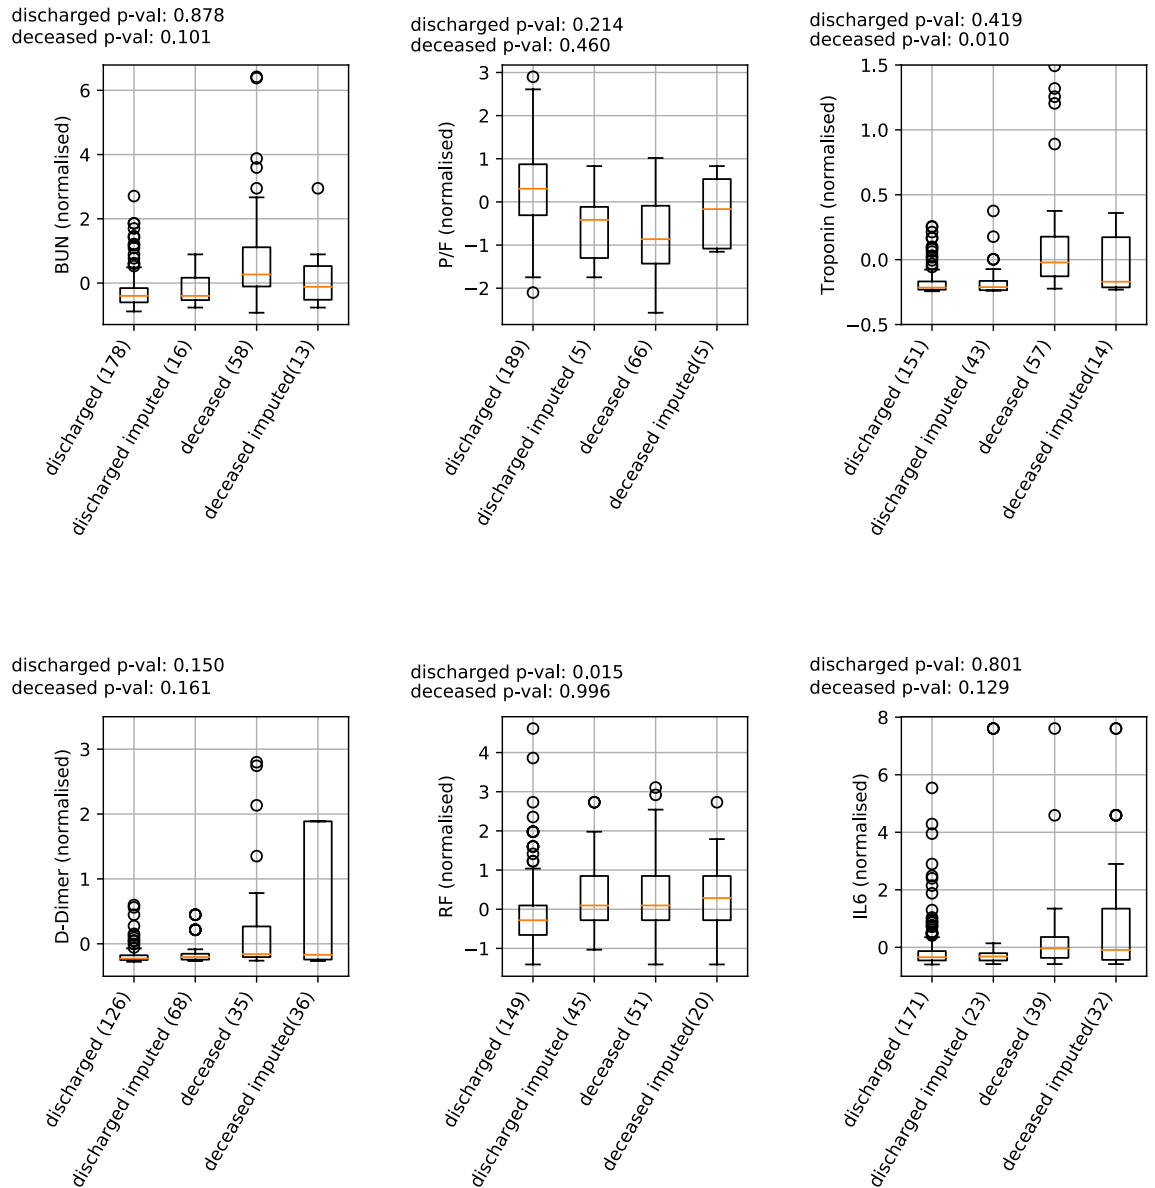 discharged p-val: 0.878
deceased p-val: 0.101
BUN (normalised)
6
4
2
0
discharged (178)
discharged imputed (16)
deceased (58)
deceased imputed(13)
discharged p-val: 0.214
deceased p-val: 0.460
P/F (normalised)
3
2
1
0
−1
−2
discharged (189)
discharged imputed (5)
deceased (66)
deceased imputed(5)
discharged p-val: 0.419
deceased p-val: 0.010
Troponin (normalised)
1.5
1.0
0.5
0.0
−0.5
discharged (151)
discharged imputed (43)
deceased (57)
deceased imputed(14)
discharged p-val: 0.150
deceased p-val: 0.161
D-Dimer (normalised)
3
2
1
0
discharged (126)
discharged imputed (68)
deceased (35)
deceased imputed(36)
discharged p-val: 0.015
deceased p-val: 0.996
RF (normalised)
4
3
2
1
0
−1
discharged (149)
discharged imputed (45)
deceased (51)
deceased imputed(20)
discharged p-val: 0.801
deceased p-val: 0.129
IL6 (normalised)
8
6
4
2
0
discharged (171)
discharged imputed (23)
deceased (39)
deceased imputed(32)